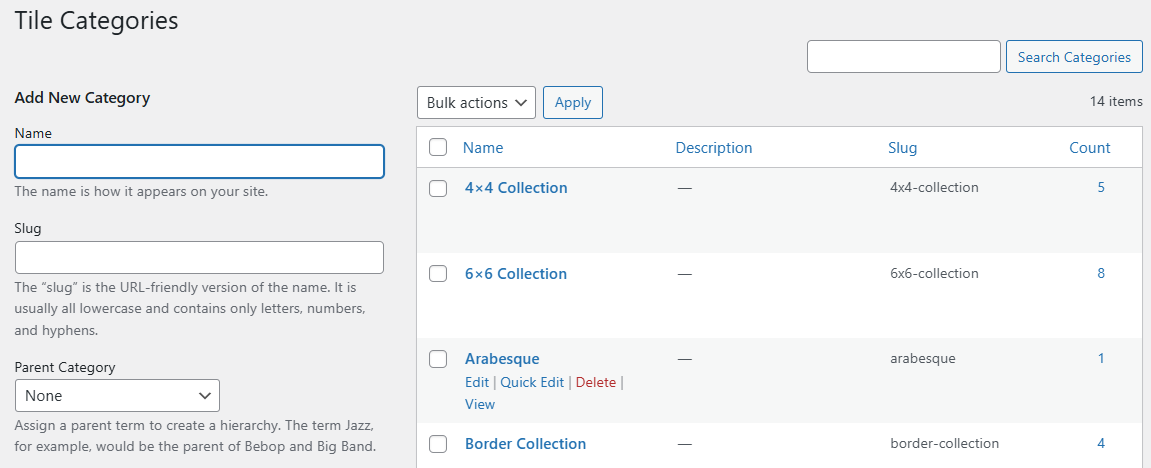 Tile Categories
Search Categories
Add New Category
Name
The name is how it appears on your site.
Slug
The “slug” is the URL-friendly version of the name. It is
usually all lowercase and contains only letters, numbers,
and hyphens.
Parent Category
None
Assign a parent term to create a hierarchy. The term Jazz,
for example, would be the parent of Bebop and Big Band.
Bulk actions Apply 14 items
Name Description Slug Count
4×4 Collection — 4x4-collection 5
6×6 Collection — 6x6-collection 8
Arabesque — arabesque 1
Edit | Quick Edit | Delete |
View
Border Collection — border-collection 4